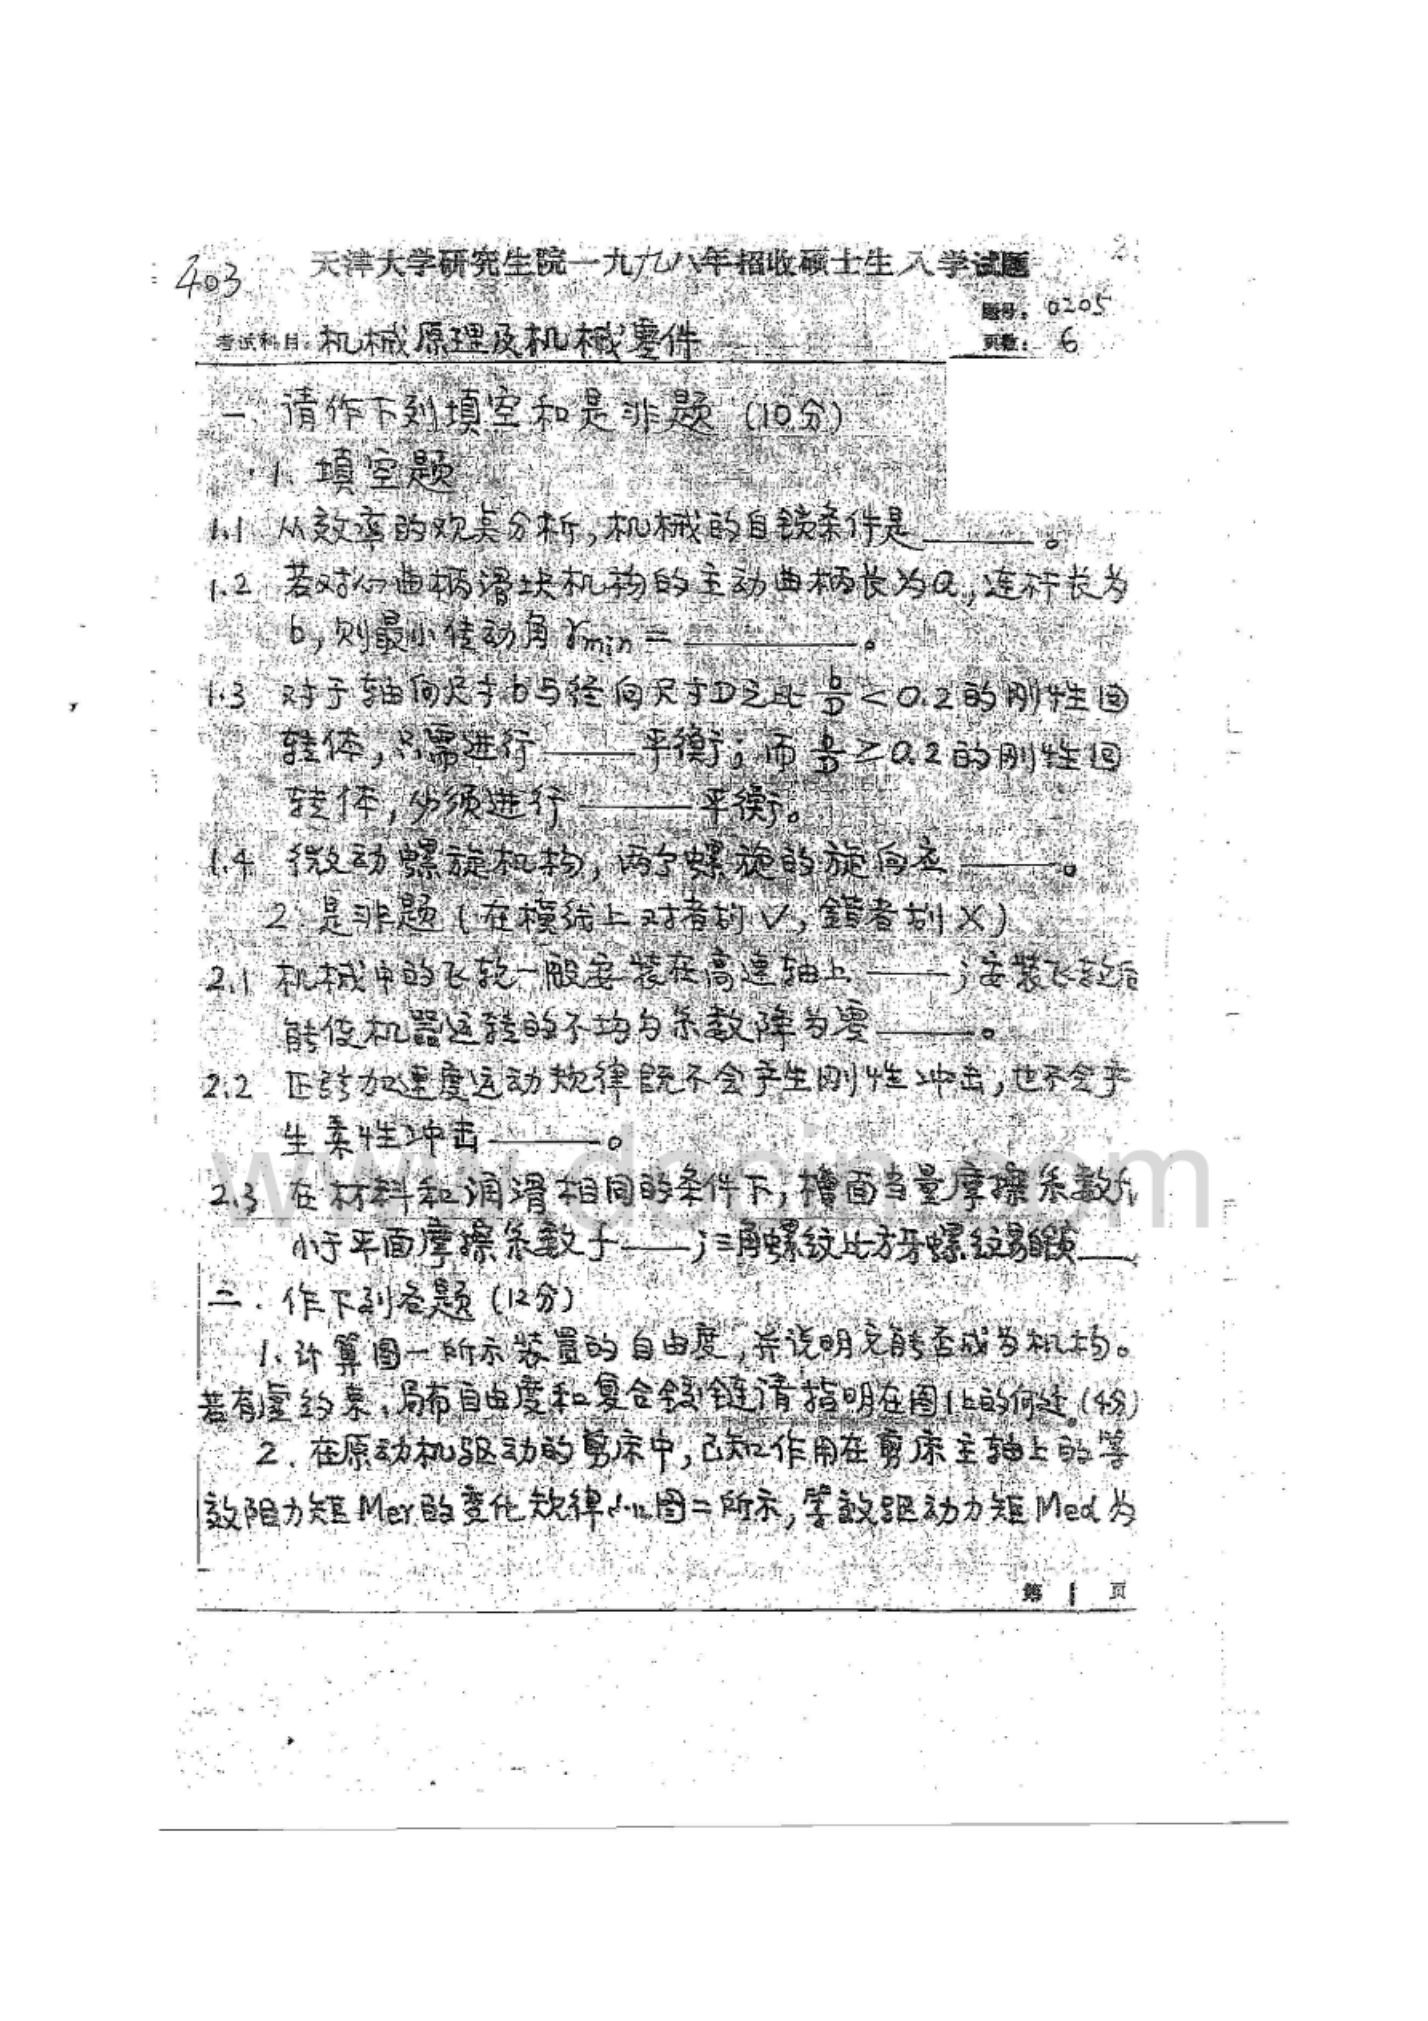 403
天津大学研究生院一九九八年招收硕士生入学试题
题号: 0205
考试科目: 机械原理及机械零件
页数: 6
一. 请作下列填空和是非题 (10分)
1. 填空题
1.1 从效率的观点分析,机械的自锁条件是______。
1.2 若对心曲柄滑块机构的主动曲柄长为a,连杆长为
b,则最小传动角γmin=______。
1.3 对于轴向尺寸b与径向尺寸D之比 b/D<0.2的刚性回
转体,只需进行______平衡;而 b/D≥0.2的刚性回
转体,必须进行______平衡。
1.4 微动螺旋机构,两个螺旋的旋向应______。
2. 是非题 (在横线上对者割√,错者割×)
2.1 机械中的飞轮一般安装在高速轴上______;安装飞轮后
能使机器运转的不均匀系数降为零______。
2.2 正弦加速度运动规律既不会产生刚性冲击,也不会产
生柔性冲击______。
www.docin.com
2.3 在材料和润滑相同的条件下,槽面当量摩擦系数fv
小于平面摩擦系数f______;三角螺纹比方牙螺纹易自锁____
二. 作下列各题 (12分)
1. 计算图一所示装置的自由度,并说明它能否成为机构。
若有虚约束、局部自由度和复合铰链请指明在图上的何处。(4分)
2. 在原动机驱动的剪床中,已知作用在剪床主轴上的等
效阻力矩Mer的变化规律如图二所示,等效驱动力矩Med为
第 1 页